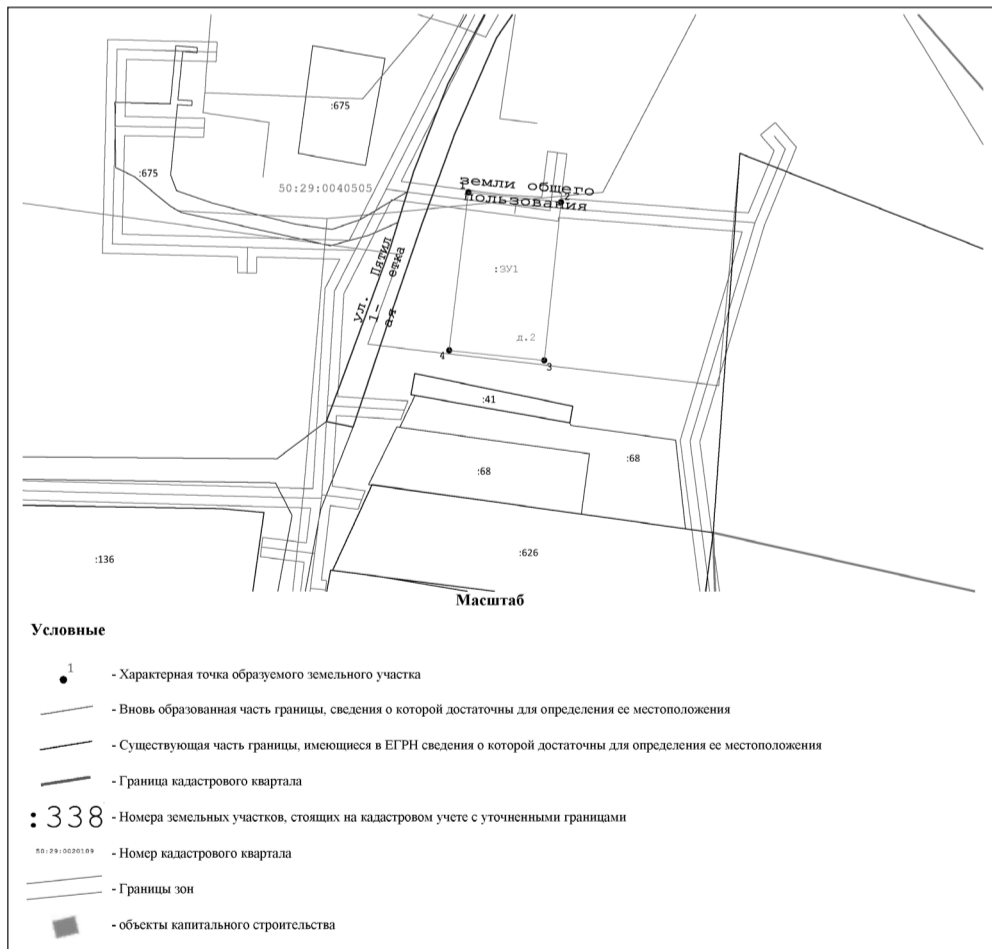 :675
:675
50:29:0040505
земли общего
пользования
1
2
ул. Пятил
етка
1-
ая
:ЗУ1
д.2
4
3
:41
:68
:68
:626
:136
Масштаб
Условные
1
- Характерная точка образуемого земельного участка
- Вновь образованная часть границы, сведения о которой достаточны для определения ее местоположения
- Существующая часть границы, имеющиеся в ЕГРН сведения о которой достаточны для определения ее местоположения
- Граница кадастрового квартала
:338 - Номера земельных участков, стоящих на кадастровом учете с уточненными границами
50:29:0020109 - Номер кадастрового квартала
- Границы зон
- объекты капитального строительства